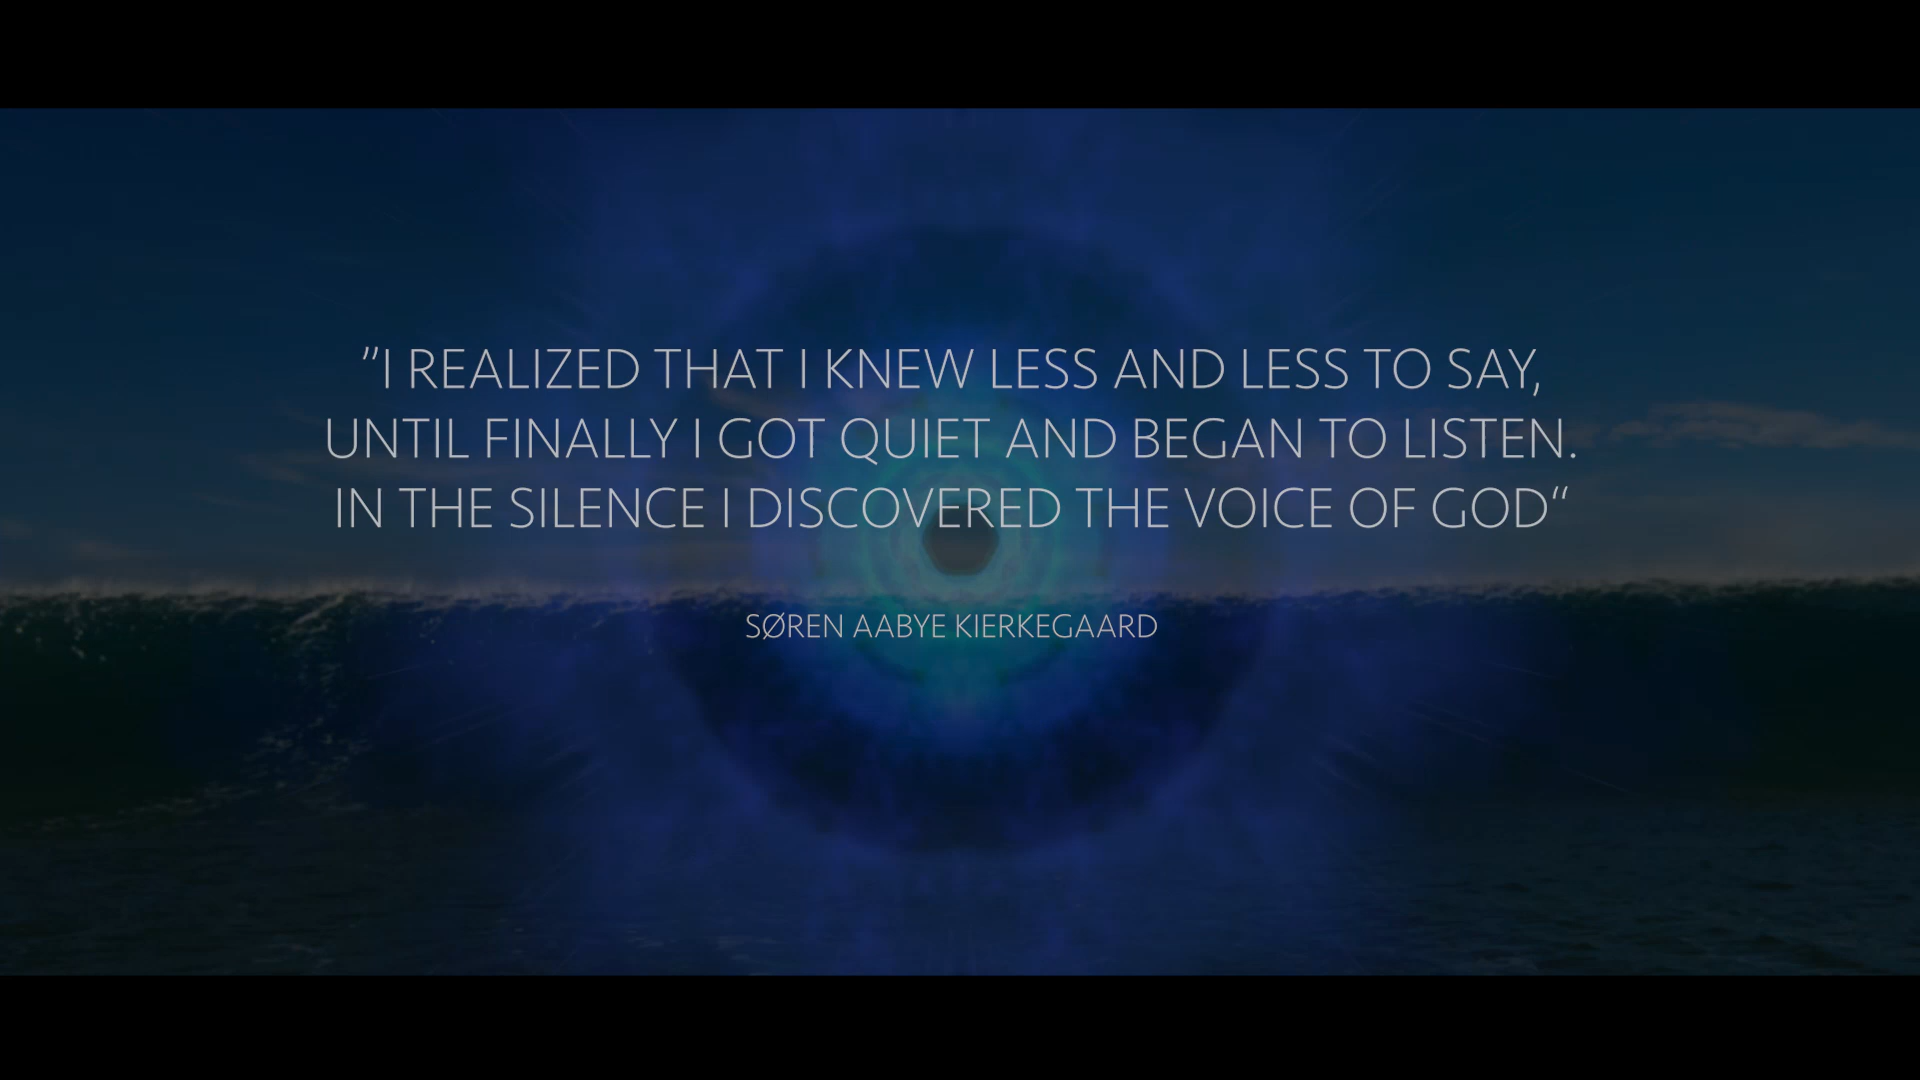 ”I REALIZED THAT I KNEW LESS AND LESS TO SAY,
UNTIL FINALLY I GOT QUIET AND BEGAN TO LISTEN.
IN THE SILENCE I DISCOVERED THE VOICE OF GOD“
SØREN AABYE KIERKEGAARD